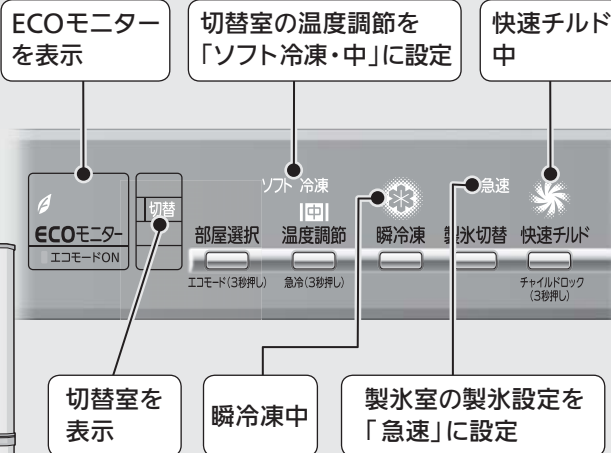 ECOモニター
を表示
切替室の温度調節を
「ソフト冷凍・中」に設定
快速チルド
中
ソフト 冷凍
中
急速
切替
ECOモニター
エコモードON
部屋選択
温度調節
瞬冷凍
製氷切替
快速チルド
エコモード(3秒押し)
急冷(3秒押し)
チャイルドロック
(3秒押し)
切替室を
表示
瞬冷凍中
製氷室の製氷設定を
「急速」に設定